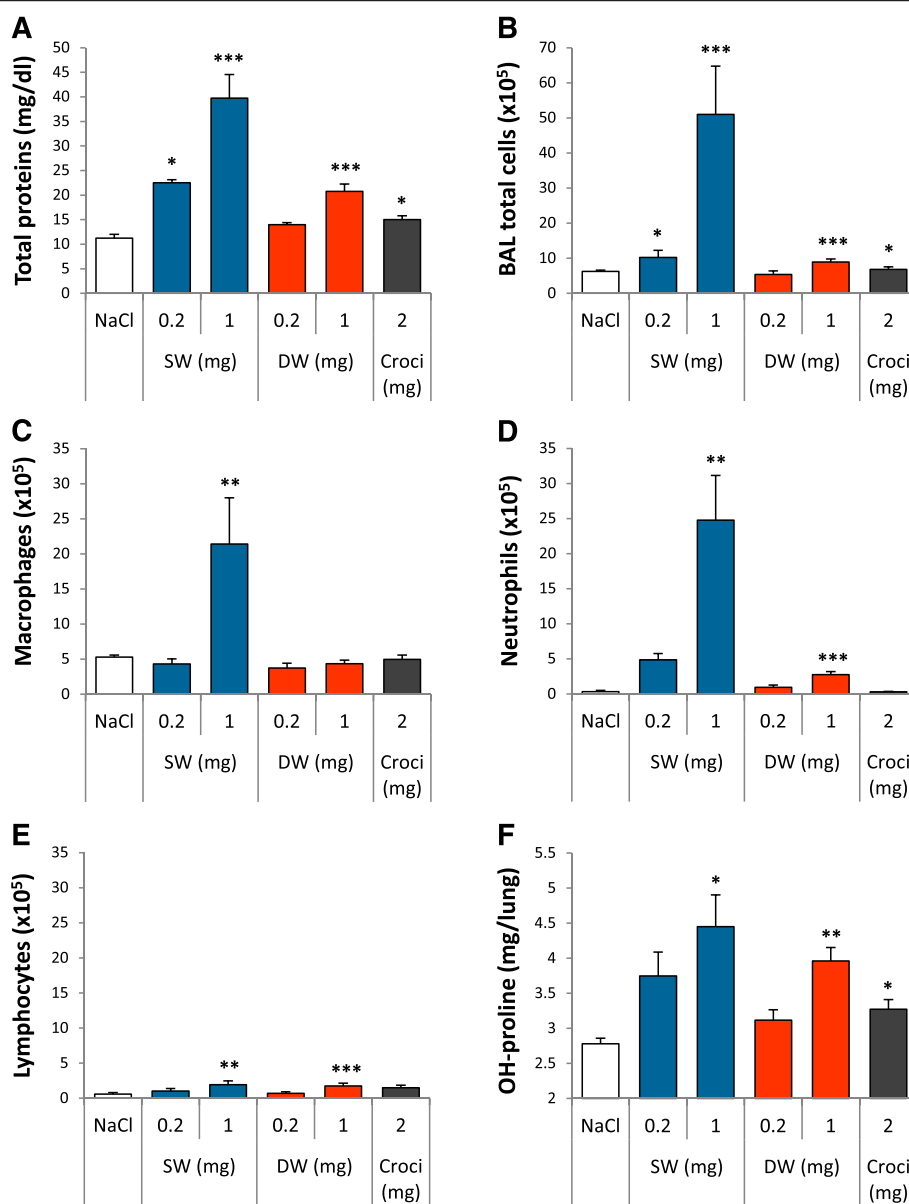 A
Total proteins (mg/dl)
50
45
40
35
30
25
20
15
10
5
0
*
***
***
*
NaCl 0.2 1 0.2 1 2
SW (mg) DW (mg) Croci
(mg)
B
BAL total cells (x10⁵)
70
60
50
40
30
20
10
0
*
***
***
*
NaCl 0.2 1 0.2 1 2
SW (mg) DW (mg) Croci
(mg)
C
Macrophages (x10⁵)
35
30
25
20
15
10
5
0
**
NaCl 0.2 1 0.2 1 2
SW (mg) DW (mg) Croci
(mg)
D
Neutrophils (x10⁵)
35
30
25
20
15
10
5
0
**
***
NaCl 0.2 1 0.2 1 2
SW (mg) DW (mg) Croci
(mg)
E
Lymphocytes (x10⁵)
35
30
25
20
15
10
5
0
**
***
NaCl 0.2 1 0.2 1 2
SW (mg) DW (mg) Croci
(mg)
F
OH-proline (mg/lung)
5.5
5
4.5
4
3.5
3
2.5
2
*
**
*
NaCl 0.2 1 0.2 1 2
SW (mg) DW (mg) Croci
(mg)